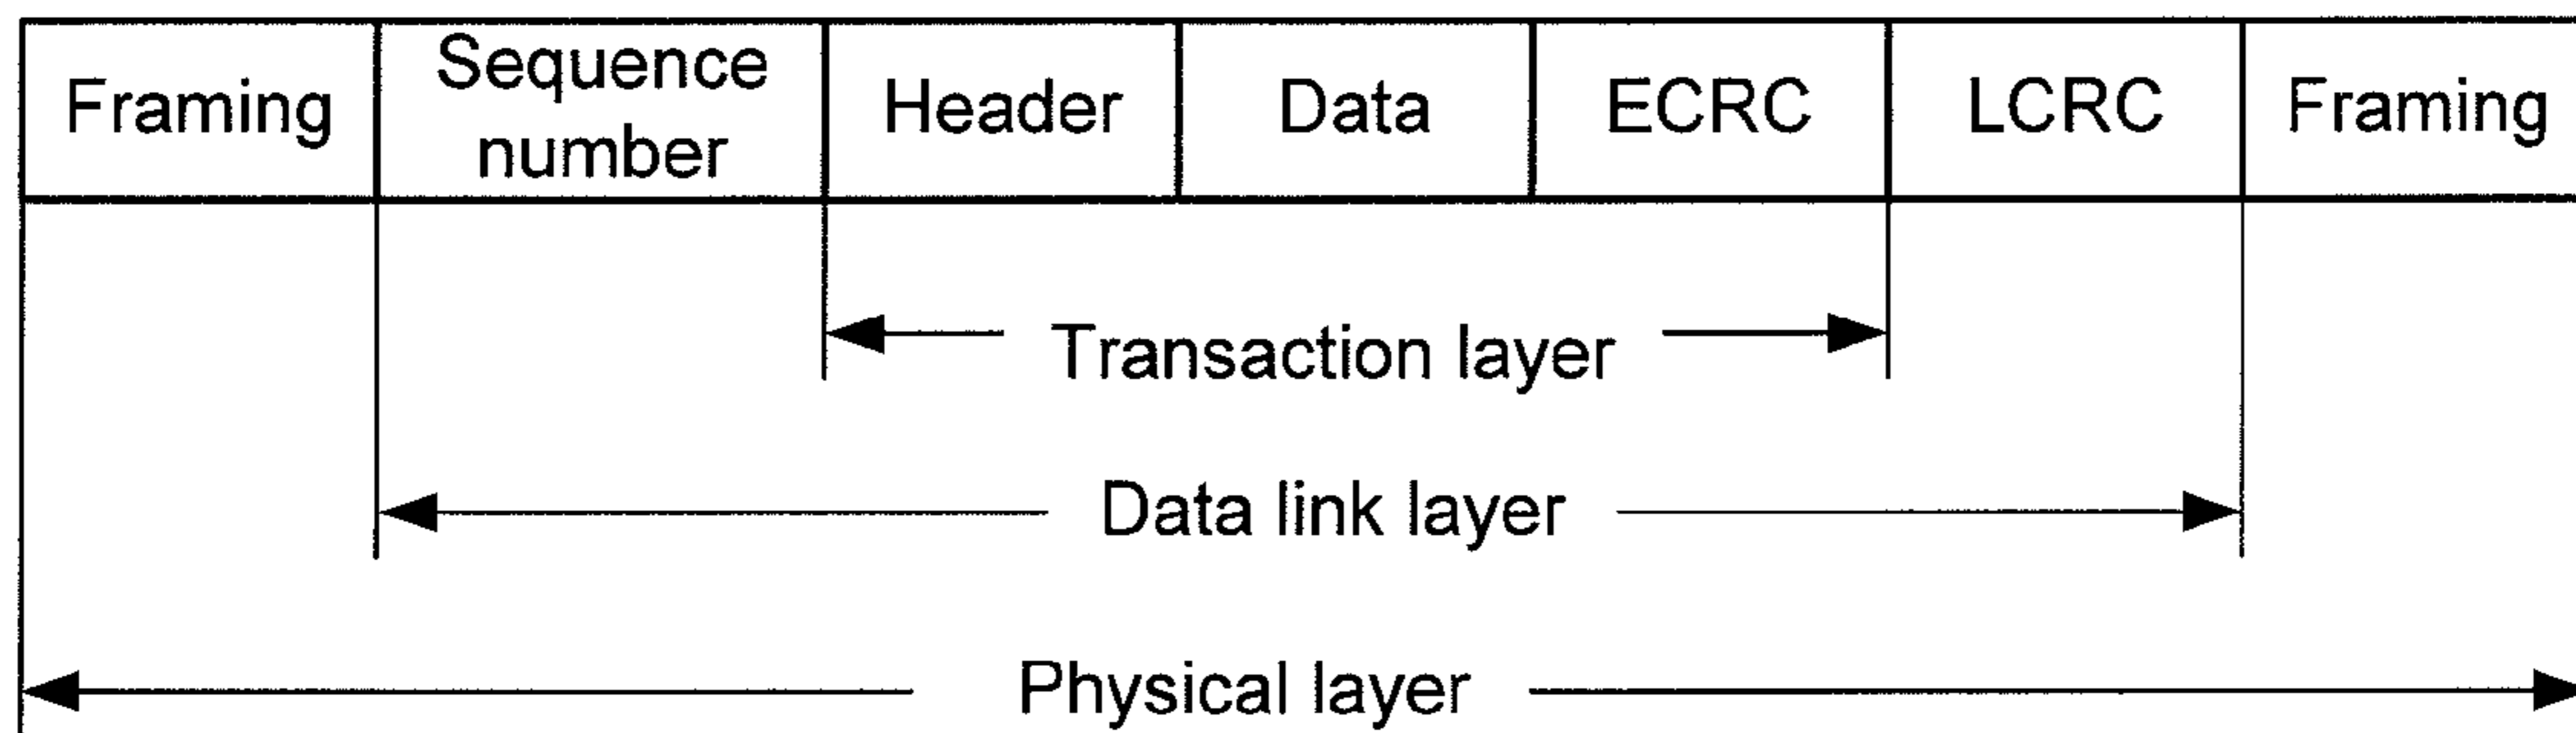 Framing
Sequence
number
Header
Data
ECRC
LCRC
Framing
Transaction layer
Data link layer
Physical layer